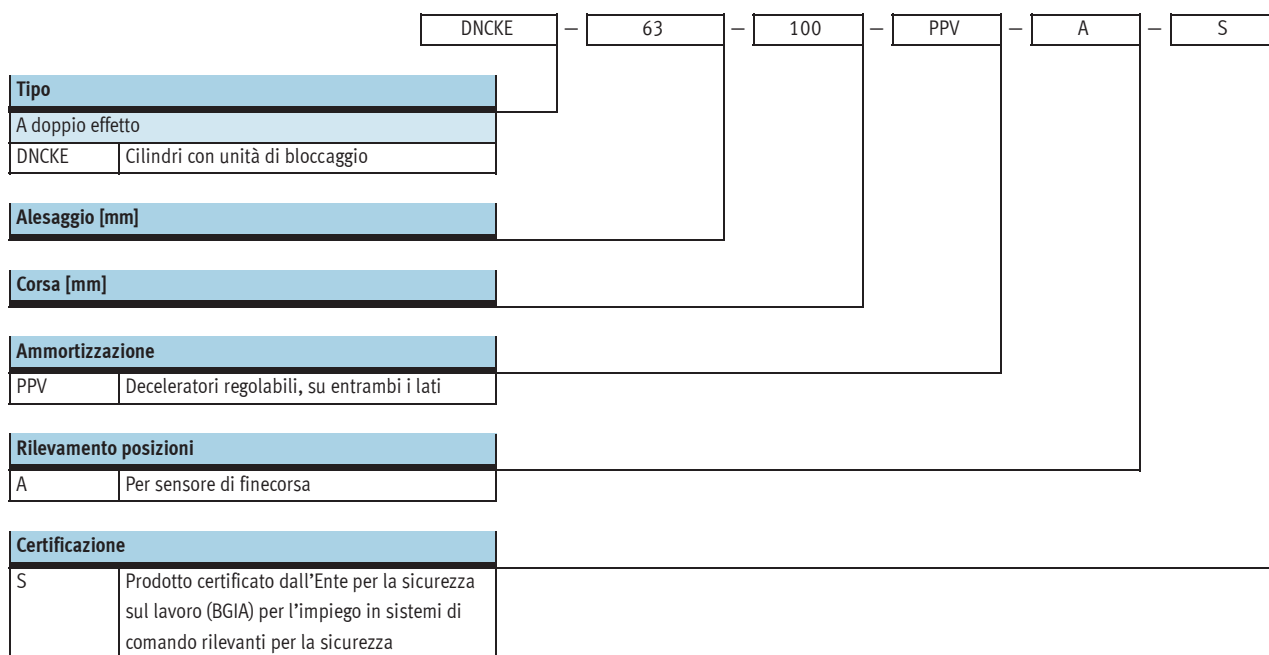 DNCKE – 63 – 100 – PPV – A – S
Tipo
A doppio effetto
DNCKE Cilindri con unità di bloccaggio
Alesaggio [mm]
Corsa [mm]
Ammortizzazione
PPV Deceleratori regolabili, su entrambi i lati
Rilevamento posizioni
A Per sensore di finecorsa
Certificazione
S Prodotto certificato dall'Ente per la sicurezza
sul lavoro (BGIA) per l'impiego in sistemi di
comando rilevanti per la sicurezza